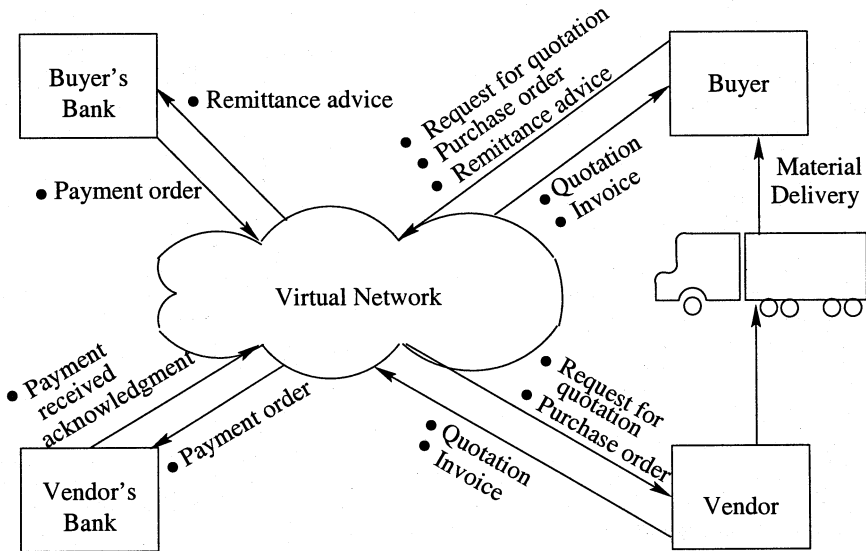 Buyer's
Bank
• Remittance advice
• Payment order
• Request for quotation
• Purchase order
• Remittance advice
• Quotation
• Invoice
Buyer
Material
Delivery
Virtual Network
• Payment
received
acknowledgment
• Payment order
Vendor's
Bank
• Quotation
• Invoice
• Request for
quotation
• Purchase order
Vendor